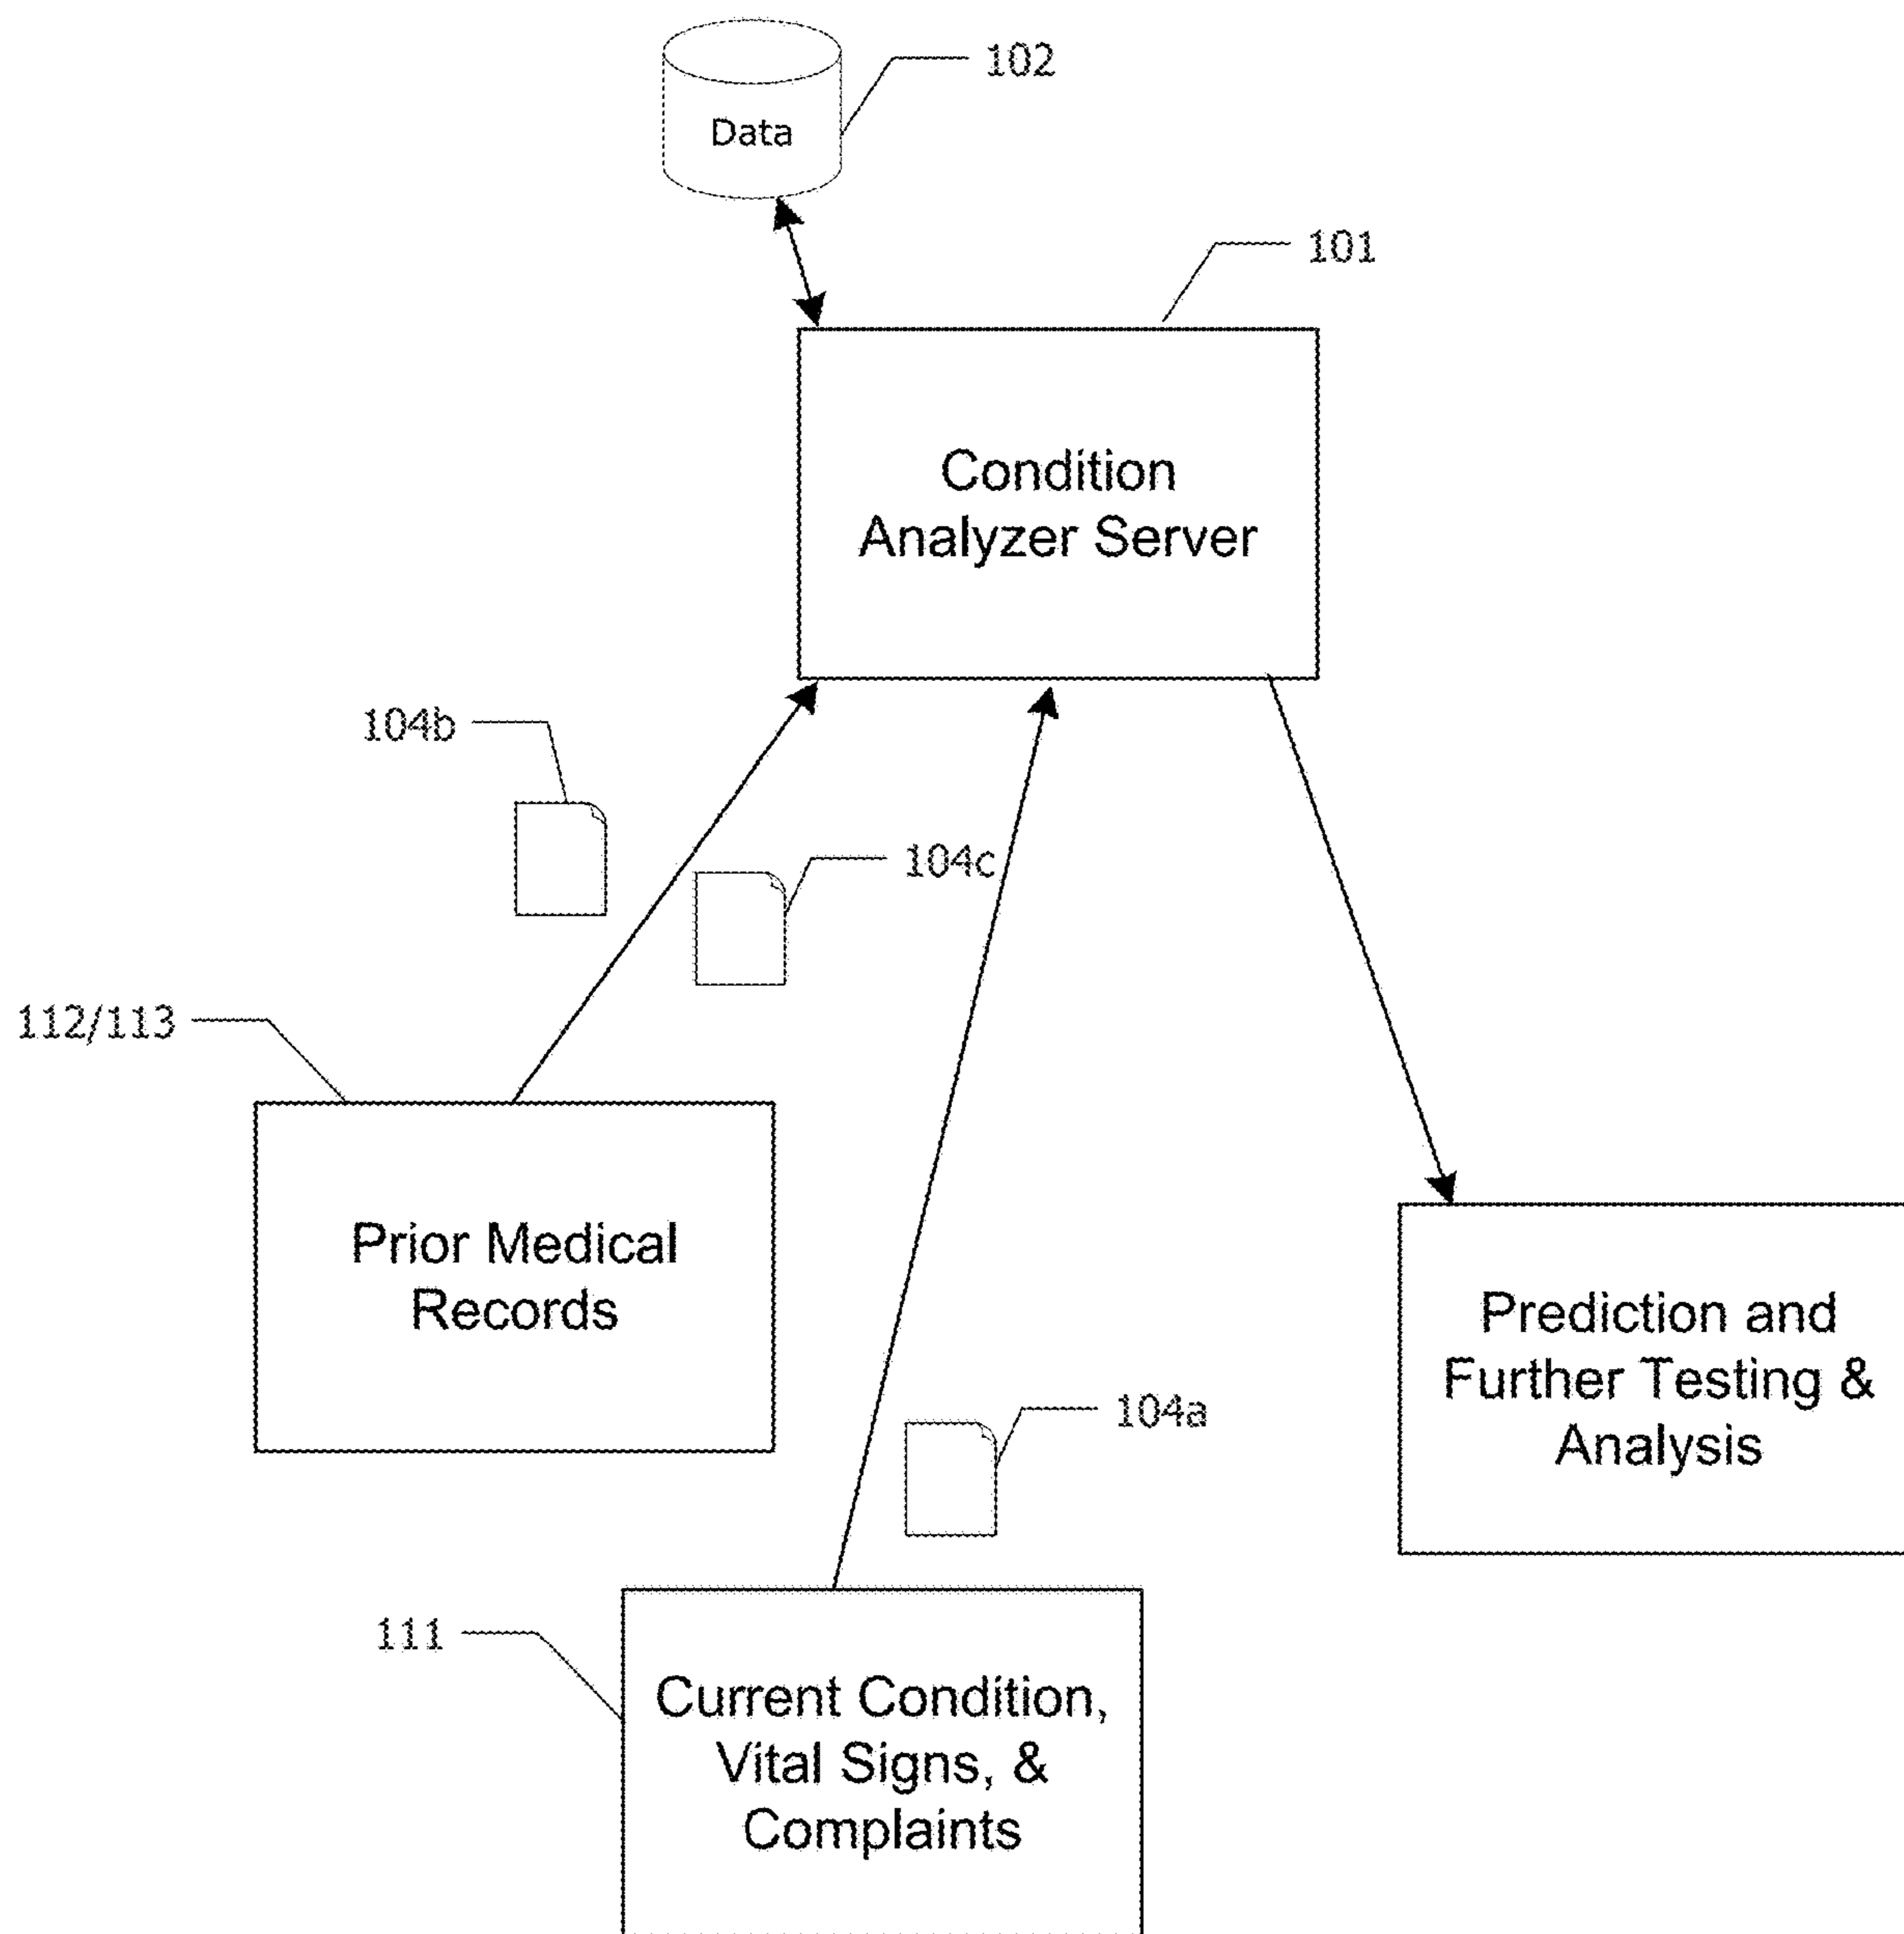 102
Data
101
Condition
Analyzer Server
104b
104c
112/113
Prior Medical
Records
Prediction and
Further Testing &
Analysis
104a
111
Current Condition,
Vital Signs, &
Complaints